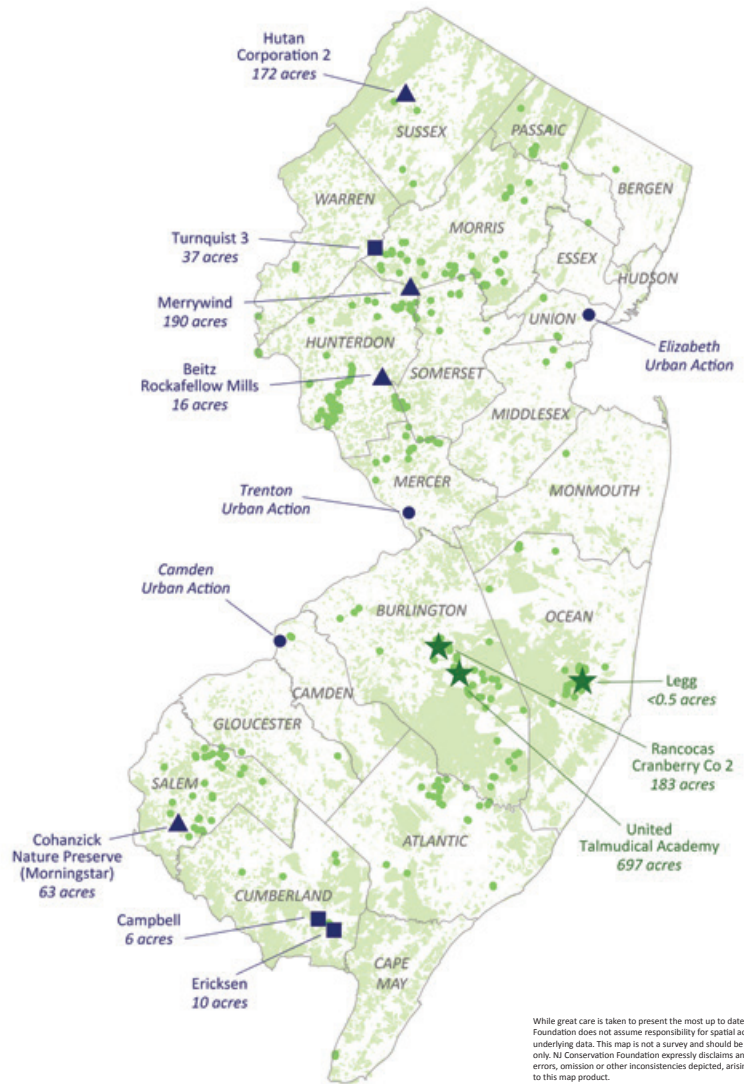 Hutan
Corporation 2
172 acres
SUSSEX
PASSAIC
BERGEN
WARREN
MORRIS
Turnquist 3
37 acres
ESSEX
HUDSON
Merrywind
190 acres
UNION
Elizabeth
Urban Action
HUNTERDON
SOMERSET
Beitz
Rockafellow Mills
16 acres
MIDDLESEX
MERCER
MONMOUTH
Trenton
Urban Action
Camden
Urban Action
BURLINGTON
OCEAN
Legg
<0.5 acres
CAMDEN
GLOUCESTER
Rancocas
Cranberry Co 2
183 acres
SALEM
United
Talmudical Academy
697 acres
ATLANTIC
Cohanzick
Nature Preserve
(Morningstar)
63 acres
CUMBERLAND
Campbell
6 acres
Ericksen
10 acres
CAPE
MAY
While great care is taken to present the most up to date
Foundation does not assume responsibility for spatial ac
underlying data. This map is not a survey and should be
only. NJ Conservation Foundation expressly disclaims an
errors, omission or other inconsistencies depicted, arisin
to this map product.